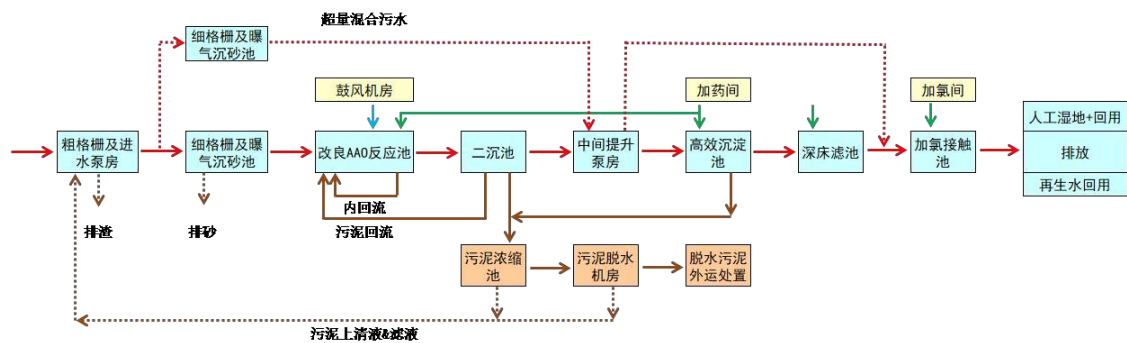 超量混合污水
细格栅及曝
气沉砂池
鼓风机房
加药间
加氯间
粗格栅及进
水泵房
细格栅及曝
气沉砂池
改良AAO反应池
二沉池
中间提升
泵房
高效沉淀
池
深床滤池
加氯接触
池
人工湿地+回用
排放
再生水回用
内回流
排渣
排砂
污泥回流
污泥浓缩
池
污泥脱水
机房
脱水污泥
外运处置
污泥上清液&滤液